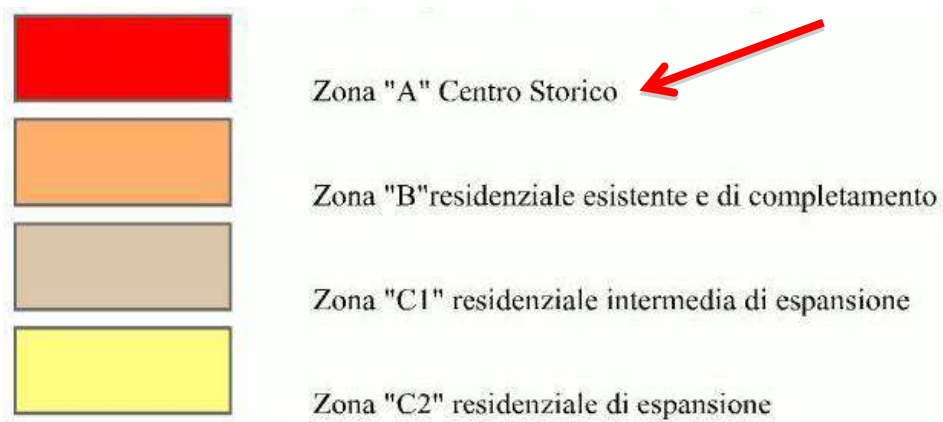 Zona "A" Centro Storico
Zona "B"residenziale esistente e di completamento
Zona "C1" residenziale intermedia di espansione
Zona "C2" residenziale di espansione